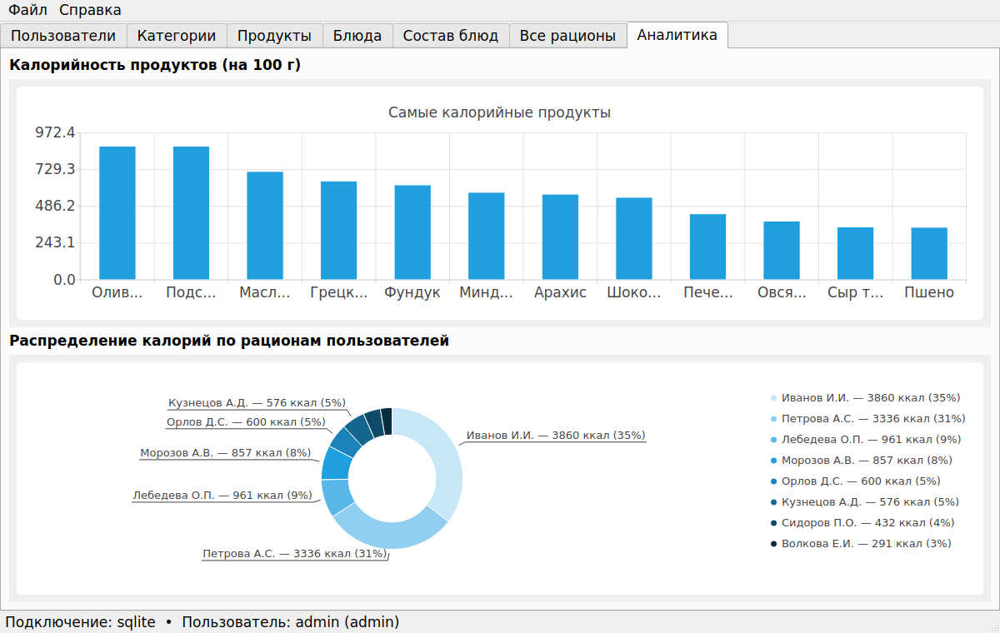 Файл Справка
Пользователи Категории Продукты Блюда Состав блюд Все рационы Аналитика
Калорийность продуктов (на 100 г)
Самые калорийные продукты
972.4
729.3
486.2
243.1
0.0
Олив... Подс... Масл... Грецк... Фундук Минд... Арахис Шоко... Пече... Овся... Сыр т... Пшено
Распределение калорий по рационам пользователей
Кузнецов А.Д. — 576 ккал (5%)
Орлов Д.С. — 600 ккал (5%)
Иванов И.И. — 3860 ккал (35%)
Морозов А.В. — 857 ккал (8%)
Лебедева О.П. — 961 ккал (9%)
Петрова А.С. — 3336 ккал (31%)
Иванов И.И. — 3860 ккал (35%)
Петрова А.С. — 3336 ккал (31%)
Лебедева О.П. — 961 ккал (9%)
Морозов А.В. — 857 ккал (8%)
Орлов Д.С. — 600 ккал (5%)
Кузнецов А.Д. — 576 ккал (5%)
Сидоров П.О. — 432 ккал (4%)
Волкова Е.И. — 291 ккал (3%)
Подключение: sqlite • Пользователь: admin (admin)